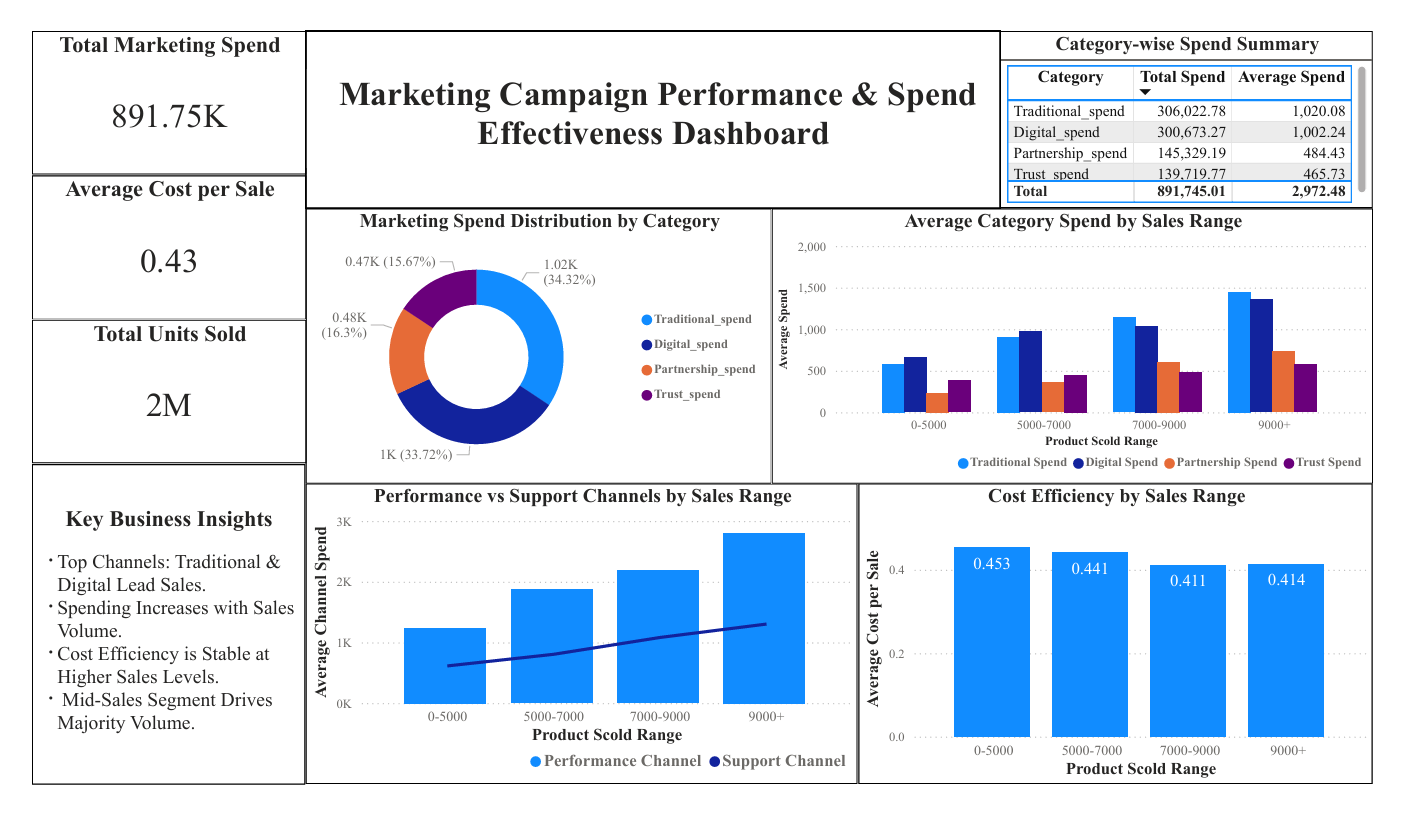 Total Marketing Spend
891.75K
Average Cost per Sale
0.43
Total Units Sold
2M
Key Business Insights
· Top Channels: Traditional &
Digital Lead Sales.
· Spending Increases with Sales
Volume.
· Cost Efficiency is Stable at
Higher Sales Levels.
· Mid-Sales Segment Drives
Majority Volume.
Marketing Campaign Performance & Spend
Effectiveness Dashboard
Category-wise Spend Summary
Category Total Spend Average Spend
Traditional_spend 306,022.78 1,020.08
Digital_spend 300,673.27 1,002.24
Partnership_spend 145,329.19 484.43
Trust_spend 139,719.77 465.73
Total 891,745.01 2,972.48
Marketing Spend Distribution by Category
0.47K (15.67%)
1.02K
(34.32%)
0.48K
(16.3%)
1K (33.72%)
Traditional_spend
Digital_spend
Partnership_spend
Trust_spend
Average Category Spend by Sales Range
Average Spend
2,000
1,500
1,000
500
0
0-5000 5000-7000 7000-9000 9000+
Product Scold Range
Traditional Spend Digital Spend Partnership Spend Trust Spend
Performance vs Support Channels by Sales Range
Average Channel Spend
3K
2K
1K
0K
0-5000 5000-7000 7000-9000 9000+
Product Scold Range
Performance Channel Support Channel
Cost Efficiency by Sales Range
Average Cost per Sale
0.4
0.2
0.0
0.453 0.441 0.411 0.414
0-5000 5000-7000 7000-9000 9000+
Product Scold Range